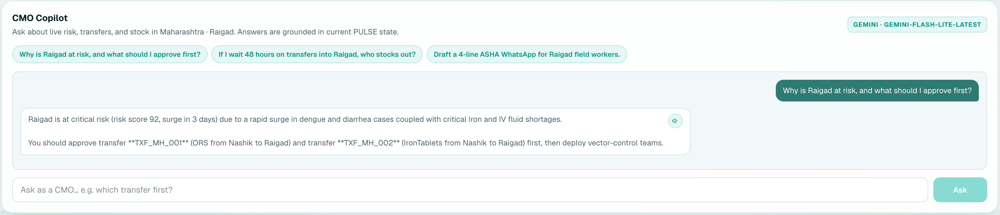 CMO Copilot
Ask about live risk, transfers, and stock in Maharashtra · Raigad. Answers are grounded in current PULSE state.
GEMINI · GEMINI-FLASH-LITE-LATEST
Why is Raigad at risk, and what should I approve first?
If I wait 48 hours on transfers into Raigad, who stocks out?
Draft a 4-line ASHA WhatsApp for Raigad field workers.
Why is Raigad at risk, and what should I approve first?
Raigad is at critical risk (risk score 92, surge in 3 days) due to a rapid surge in dengue and diarrhea cases coupled with critical Iron and IV fluid shortages.
You should approve transfer **TXF_MH_001** (ORS from Nashik to Raigad) and transfer **TXF_MH_002** (IronTablets from Nashik to Raigad) first, then deploy vector-control teams.
Ask as a CMO... e.g. which transfer first?
Ask